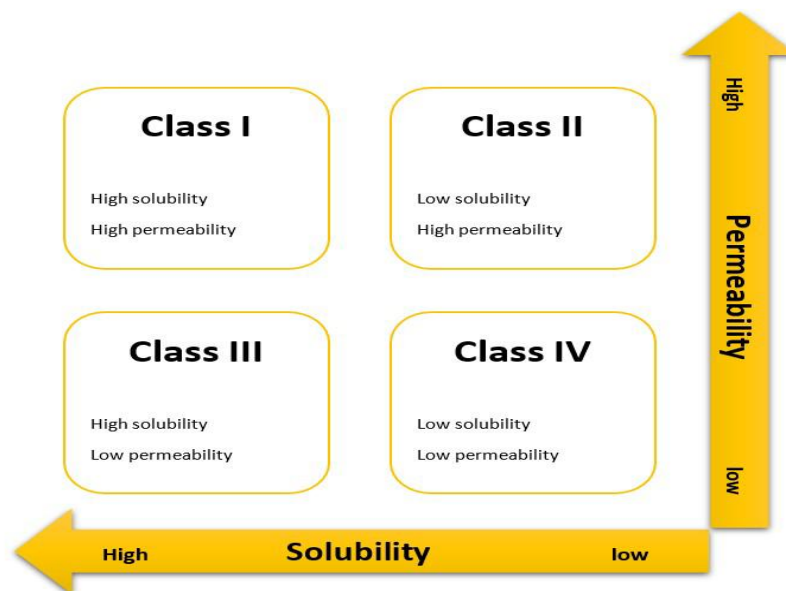 Class I
High solubility
High permeability
Class II
Low solubility
High permeability
Class III
High solubility
Low permeability
Class IV
Low solubility
Low permeability
High
Permeability
low
High Solubility low